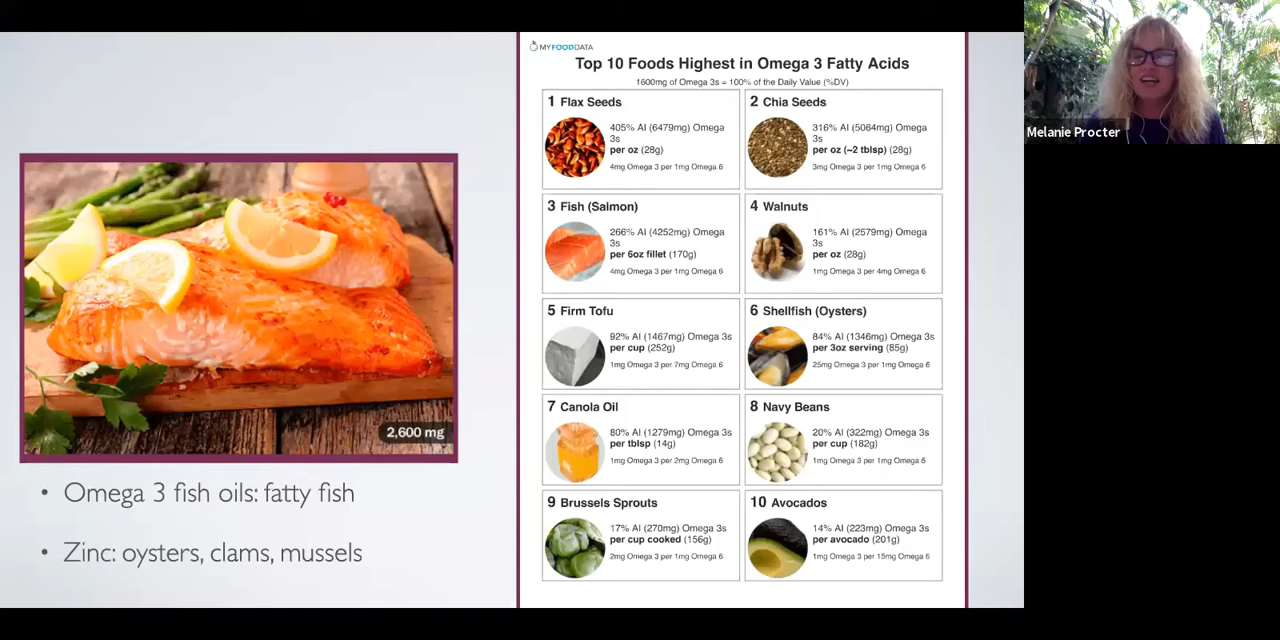 2,600 mg
• Omega 3 fish oils: fatty fish
• Zinc: oysters, clams, mussels
MYFOODDATA
Top 10 Foods Highest in Omega 3 Fatty Acids
1600mg of Omega 3s = 100% of the Daily Value (%DV)
1 Flax Seeds
405% AI (6479mg) Omega
3s
per oz (28g)
4mg Omega 3 per 1mg Omega 6
2 Chia Seeds
316% AI (5064mg) Omega
3s
per oz (~2 tblsp) (28g)
3mg Omega 3 per 1mg Omega 6
3 Fish (Salmon)
266% AI (4252mg) Omega
3s
per 6oz fillet (170g)
4mg Omega 3 per 1mg Omega 6
4 Walnuts
161% AI (2579mg) Omega
3s
per oz (28g)
1mg Omega 3 per 4mg Omega 6
5 Firm Tofu
92% AI (1467mg) Omega 3s
per cup (252g)
1mg Omega 3 per 7mg Omega 6
6 Shellfish (Oysters)
84% AI (1346mg) Omega 3s
per 3oz serving (85g)
25mg Omega 3 per 1mg Omega 6
7 Canola Oil
80% AI (1279mg) Omega 3s
per tblsp (14g)
1mg Omega 3 per 2mg Omega 6
8 Navy Beans
20% AI (322mg) Omega 3s
per cup (182g)
1mg Omega 3 per 1mg Omega 6
9 Brussels Sprouts
17% AI (270mg) Omega 3s
per cup cooked (156g)
2mg Omega 3 per 1mg Omega 6
10 Avocados
14% AI (223mg) Omega 3s
per avocado (201g)
1mg Omega 3 per 15mg Omega 6
Melanie Procter